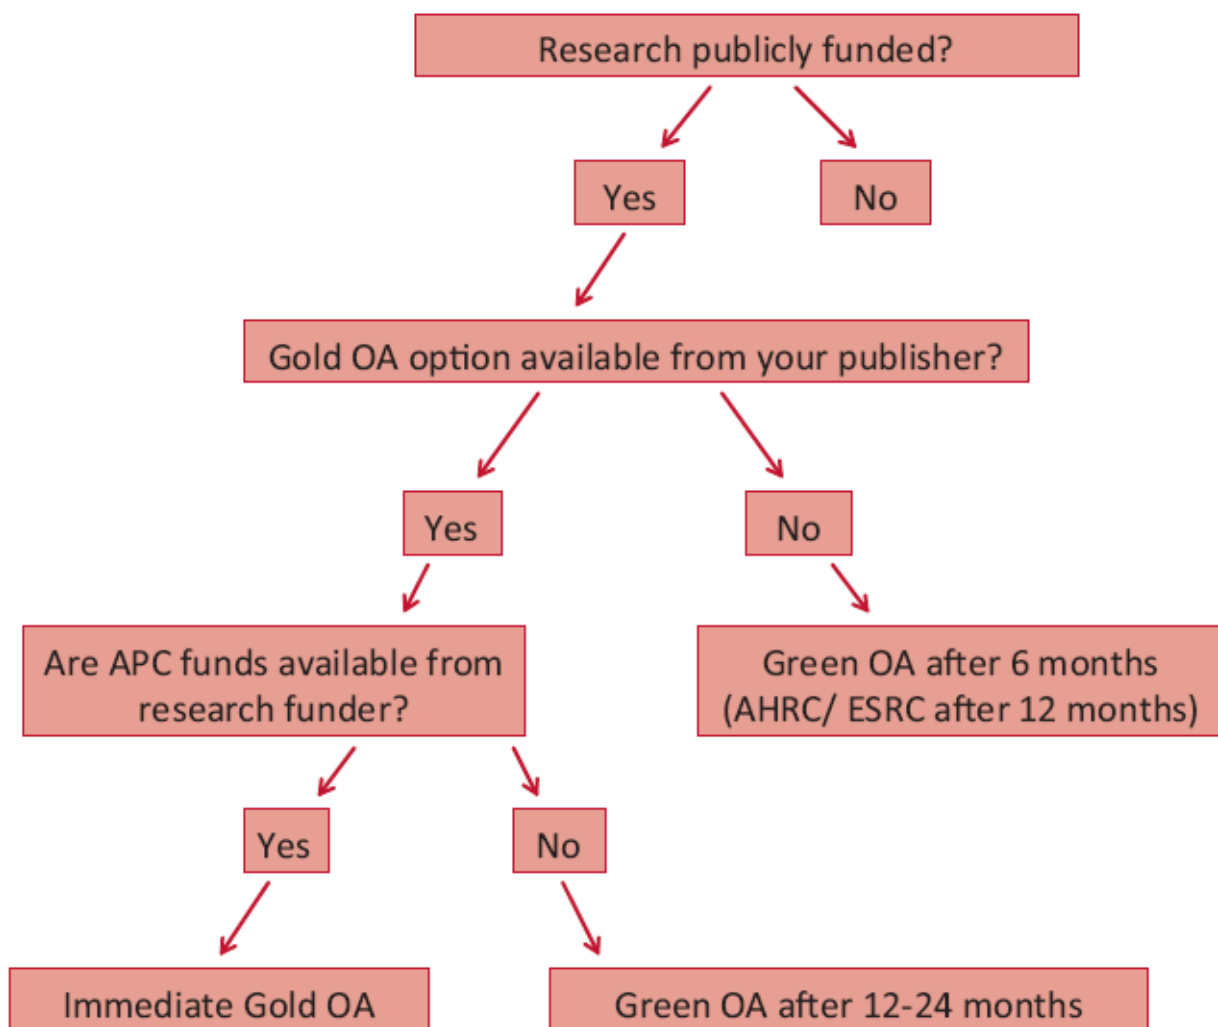 Research publicly funded?
Yes
No
Gold OA option available from your publisher?
Yes
No
Are APC funds available from
research funder?
Green OA after 6 months
(AHRC/ ESRC after 12 months)
Yes
No
Immediate Gold OA
Green OA after 12-24 months